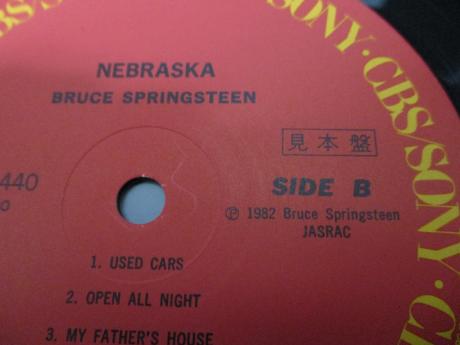 CBS/SONY · CBS/SONY · C
NEBRASKA
BRUCE SPRINGSTEEN
見本盤
440
SIDE B
Ⓟ 1982 Bruce Springsteen
JASRAC
1. USED CARS
2. OPEN ALL NIGHT
3. MY FATHER'S HOUSE